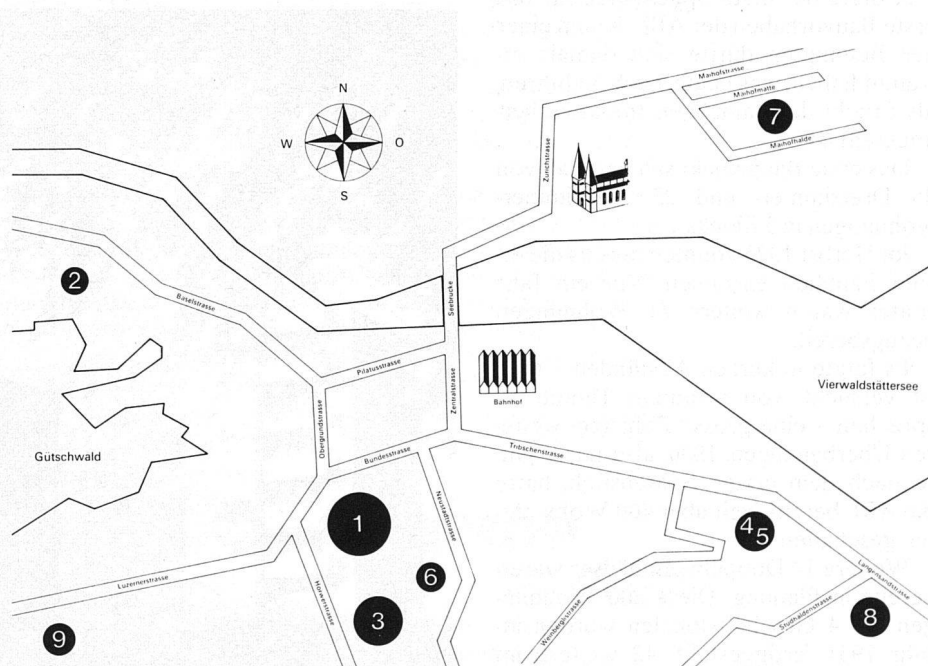 Maihofstrasse
Maihofmatte
7
Maihofhalde
N
W O
S
Zürichstrasse
2
Baselstrasse
Seebrücke
Pilatusstrasse
Zentralstrasse
Bahnhof
Vierwaldstättersee
Obergrundstrasse
Gütschwald
Bundesstrasse
Tribschenstrasse
Neustadtstrasse
1
4
5
6
Luzernerstrasse
Horwerstrasse
3
Weinberglistrasse
Langensandstrasse
Studhaldenstrasse
8
9